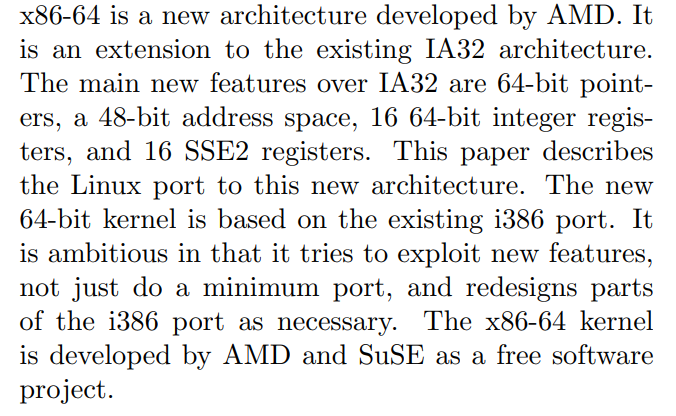 x86-64 is a new architecture developed by AMD. It
is an extension to the existing IA32 architecture.
The main new features over IA32 are 64-bit point-
ers, a 48-bit address space, 16 64-bit integer regis-
ters, and 16 SSE2 registers. This paper describes
the Linux port to this new architecture. The new
64-bit kernel is based on the existing i386 port. It
is ambitious in that it tries to exploit new features,
not just do a minimum port, and redesigns parts
of the i386 port as necessary. The x86-64 kernel
is developed by AMD and SuSE as a free software
project.